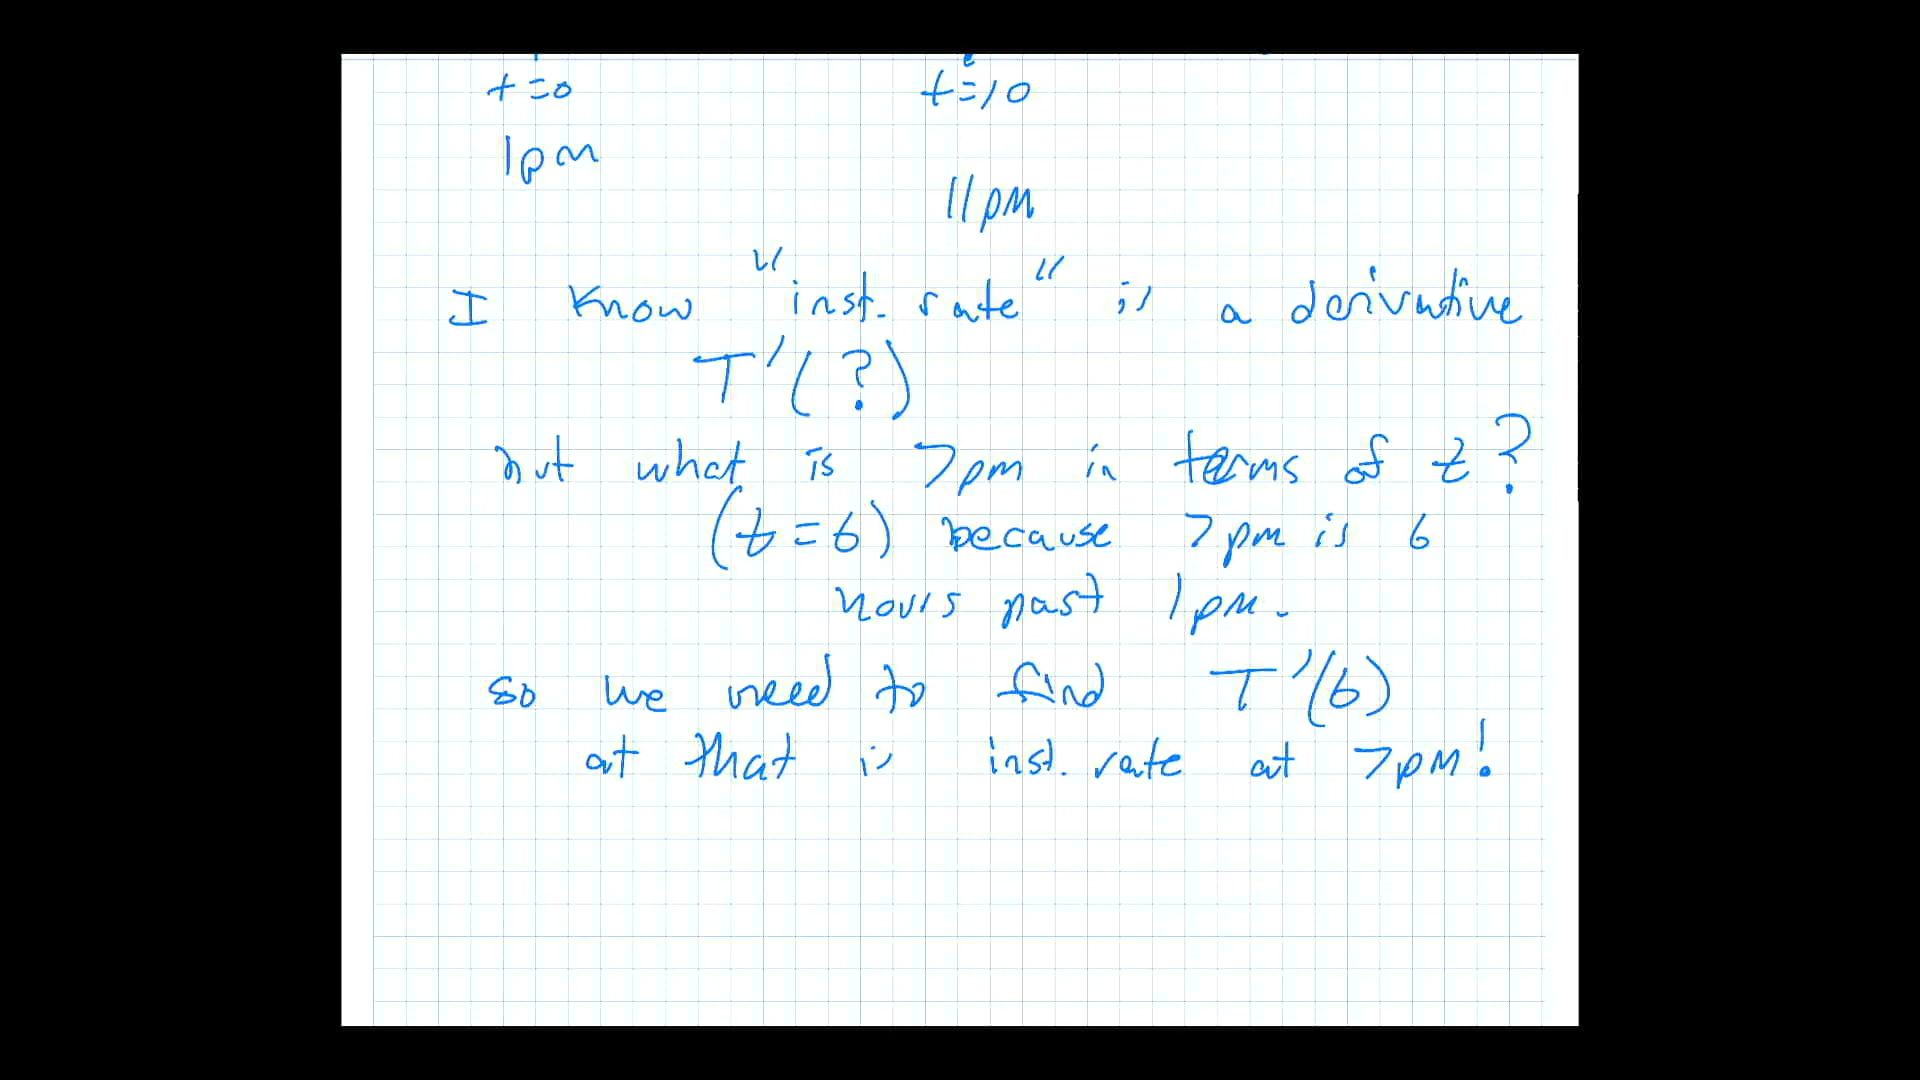 t=0 t=10
1pm
11pm
I know "inst. rate" is a derivative
T'(?)
but what is 7pm in terms of t?
(t=6) because 7pm is 6
hours past 1pm.
so we need to find T'(6)
at that is inst. rate at 7pm!